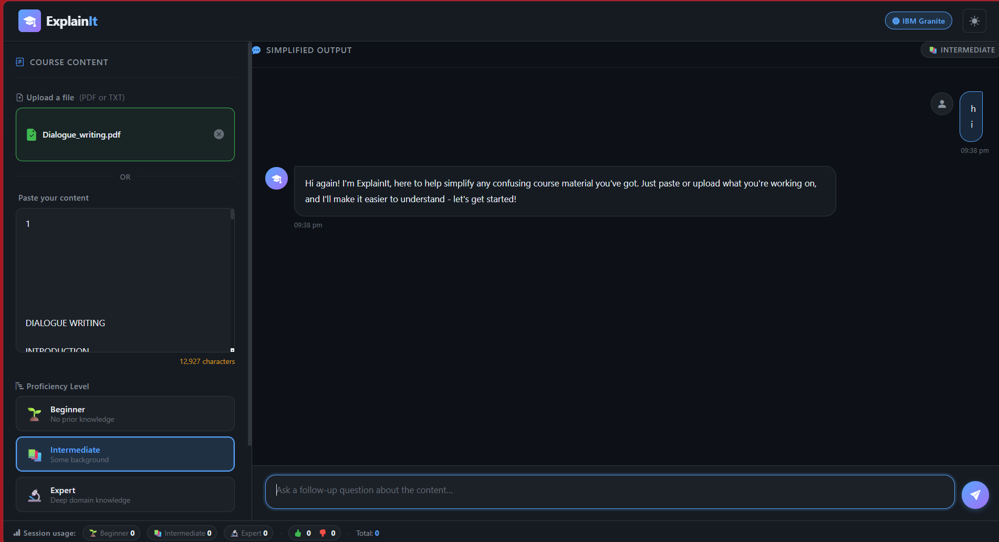 ExplainIt
IBM Granite
COURSE CONTENT
Upload a file (PDF or TXT)
Dialogue_writing.pdf
OR
Paste your content
1
DIALOGUE WRITING
INTRODUCTION
12,927 characters
Proficiency Level
Beginner
No prior knowledge
Intermediate
Some background
Expert
Deep domain knowledge
SIMPLIFIED OUTPUT
INTERMEDIATE
h
i
09:38 pm
Hi again! I'm ExplainIt, here to help simplify any confusing course material you've got. Just paste or upload what you're working on,
and I'll make it easier to understand - let's get started!
09:38 pm
Ask a follow-up question about the content...
Session usage: Beginner 0 Intermediate 0 Expert 0 · 0 0 · Total: 0